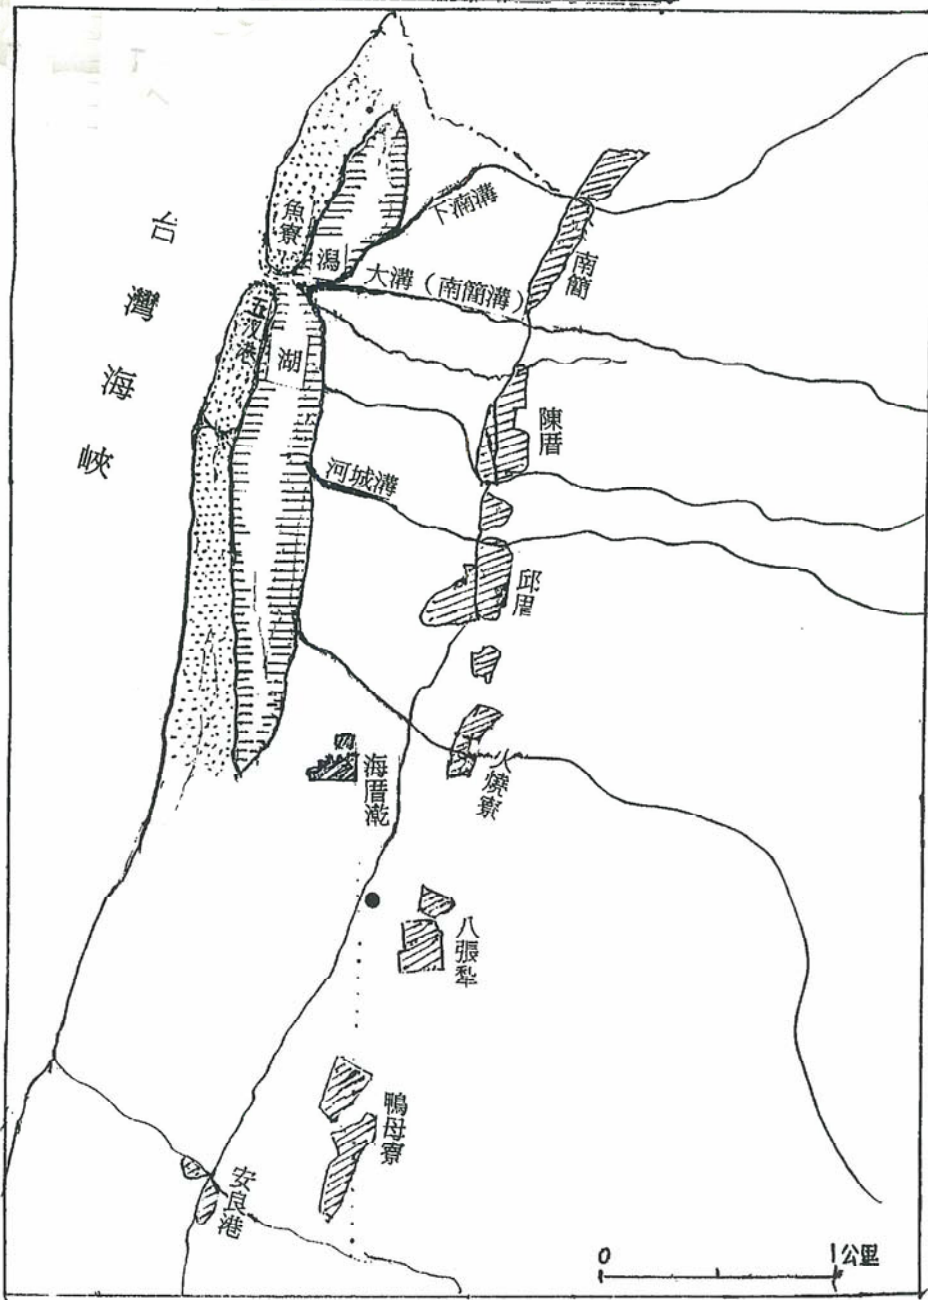 台灣海峽
魚寮
潟湖
五汊港
下湳溝
大溝（南簡溝）
南簡
陳厝
河城溝
邱厝
火燒寮
海厝漧
八張犁
鴨母寮
安良港
0 1公里